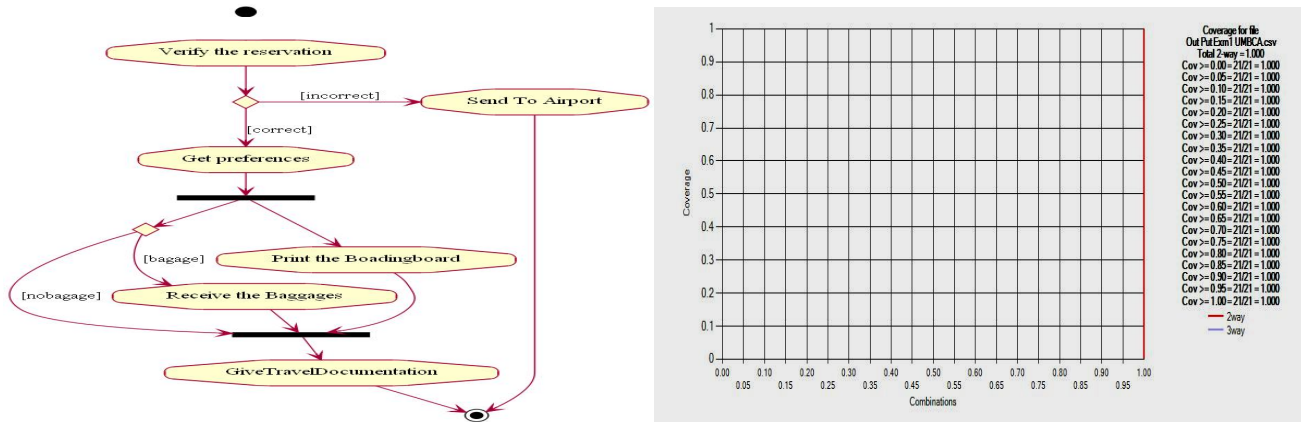 Verify the reservation
[incorrect]
Send To Airport
[correct]
Get preferences
[bagage]
Print the Boadingboard
[nobagage]
Receive the Baggages
GiveTravelDocumentation
Coverage for file
Out Put Exm1 UMBCA.csv
Total 2-way = 1.000
Cov >= 0.00 = 21/21 = 1.000
Cov >= 0.05 = 21/21 = 1.000
Cov >= 0.10 = 21/21 = 1.000
Cov >= 0.15 = 21/21 = 1.000
Cov >= 0.20 = 21/21 = 1.000
Cov >= 0.25 = 21/21 = 1.000
Cov >= 0.30 = 21/21 = 1.000
Cov >= 0.35 = 21/21 = 1.000
Cov >= 0.40 = 21/21 = 1.000
Cov >= 0.45 = 21/21 = 1.000
Cov >= 0.50 = 21/21 = 1.000
Cov >= 0.55 = 21/21 = 1.000
Cov >= 0.60 = 21/21 = 1.000
Cov >= 0.65 = 21/21 = 1.000
Cov >= 0.70 = 21/21 = 1.000
Cov >= 0.75 = 21/21 = 1.000
Cov >= 0.80 = 21/21 = 1.000
Cov >= 0.85 = 21/21 = 1.000
Cov >= 0.90 = 21/21 = 1.000
Cov >= 0.95 = 21/21 = 1.000
Cov >= 1.00 = 21/21 = 1.000
2way
3way
Coverage
1
0.9
0.8
0.7
0.6
0.5
0.4
0.3
0.2
0.1
0
0.00 0.10 0.20 0.30 0.40 0.50 0.60 0.70 0.80 0.90 1.00
0.05 0.15 0.25 0.35 0.45 0.55 0.65 0.75 0.85 0.95
Combinations